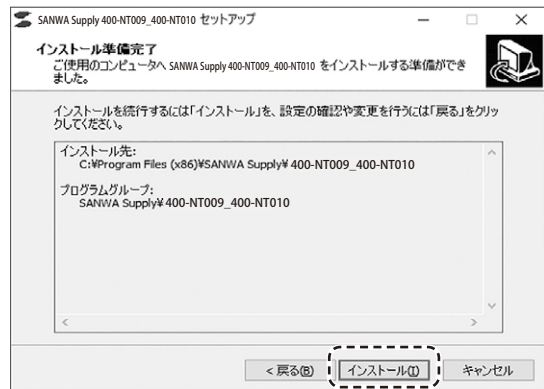 SANWA Supply 400-NT009_400-NT010 セットアップ
インストール準備完了
ご使用のコンピュータへ SANWA Supply 400-NT009_400-NT010 をインストールする準備ができ
ました。
インストールを続行するには「インストール」を、設定の確認や変更を行うには「戻る」をクリッ
クしてください。
インストール先:
C:¥Program Files (x86)¥SANWA Supply¥ 400-NT009_400-NT010
プログラムグループ:
SANWA Supply¥ 400-NT009_400-NT010
< 戻る(B)
インストール(I)
キャンセル